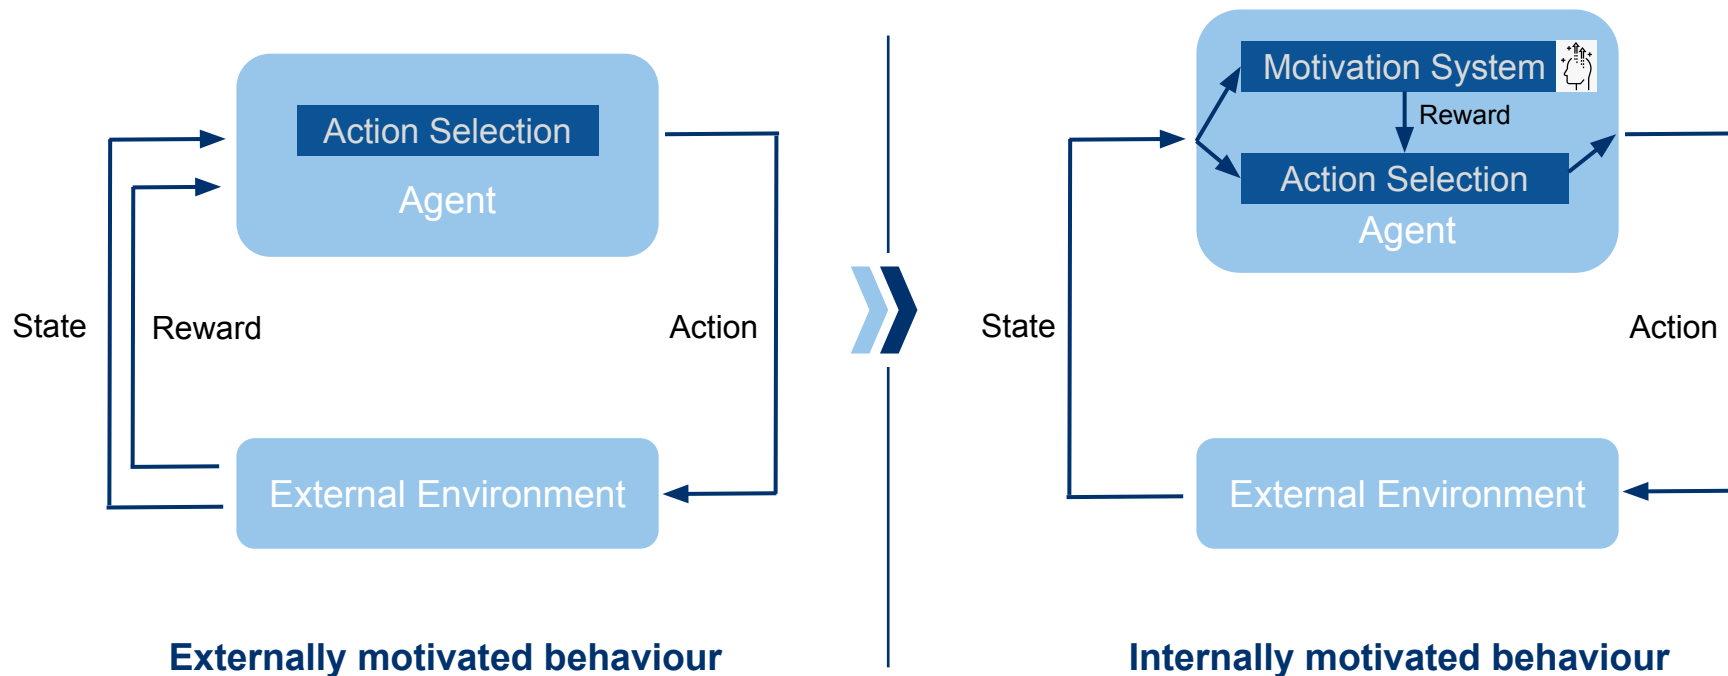 Action Selection
Agent
State
Reward
Action
External Environment
Externally motivated behaviour
Motivation System
Reward
Action Selection
Agent
State
Action
External Environment
Internally motivated behaviour